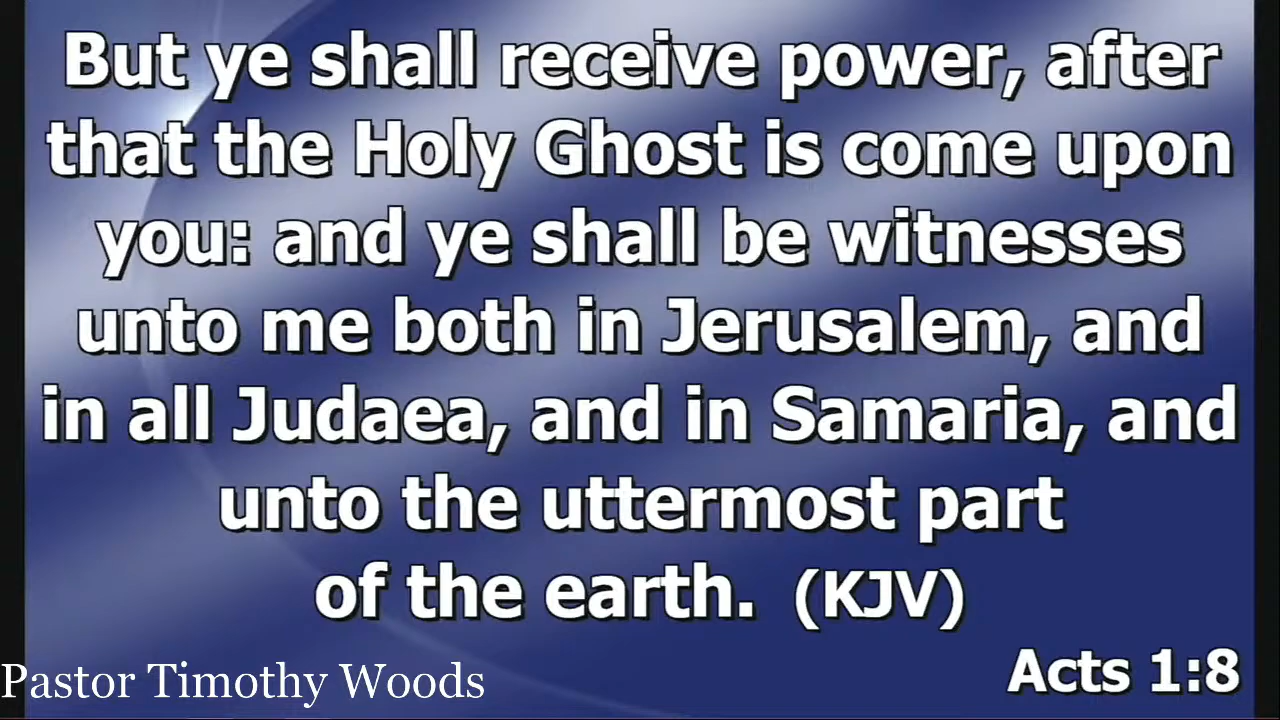 But ye shall receive power, after
that the Holy Ghost is come upon
you: and ye shall be witnesses
unto me both in Jerusalem, and
in all Judaea, and in Samaria, and
unto the uttermost part
of the earth. (KJV)
Acts 1:8
Pastor Timothy Woods